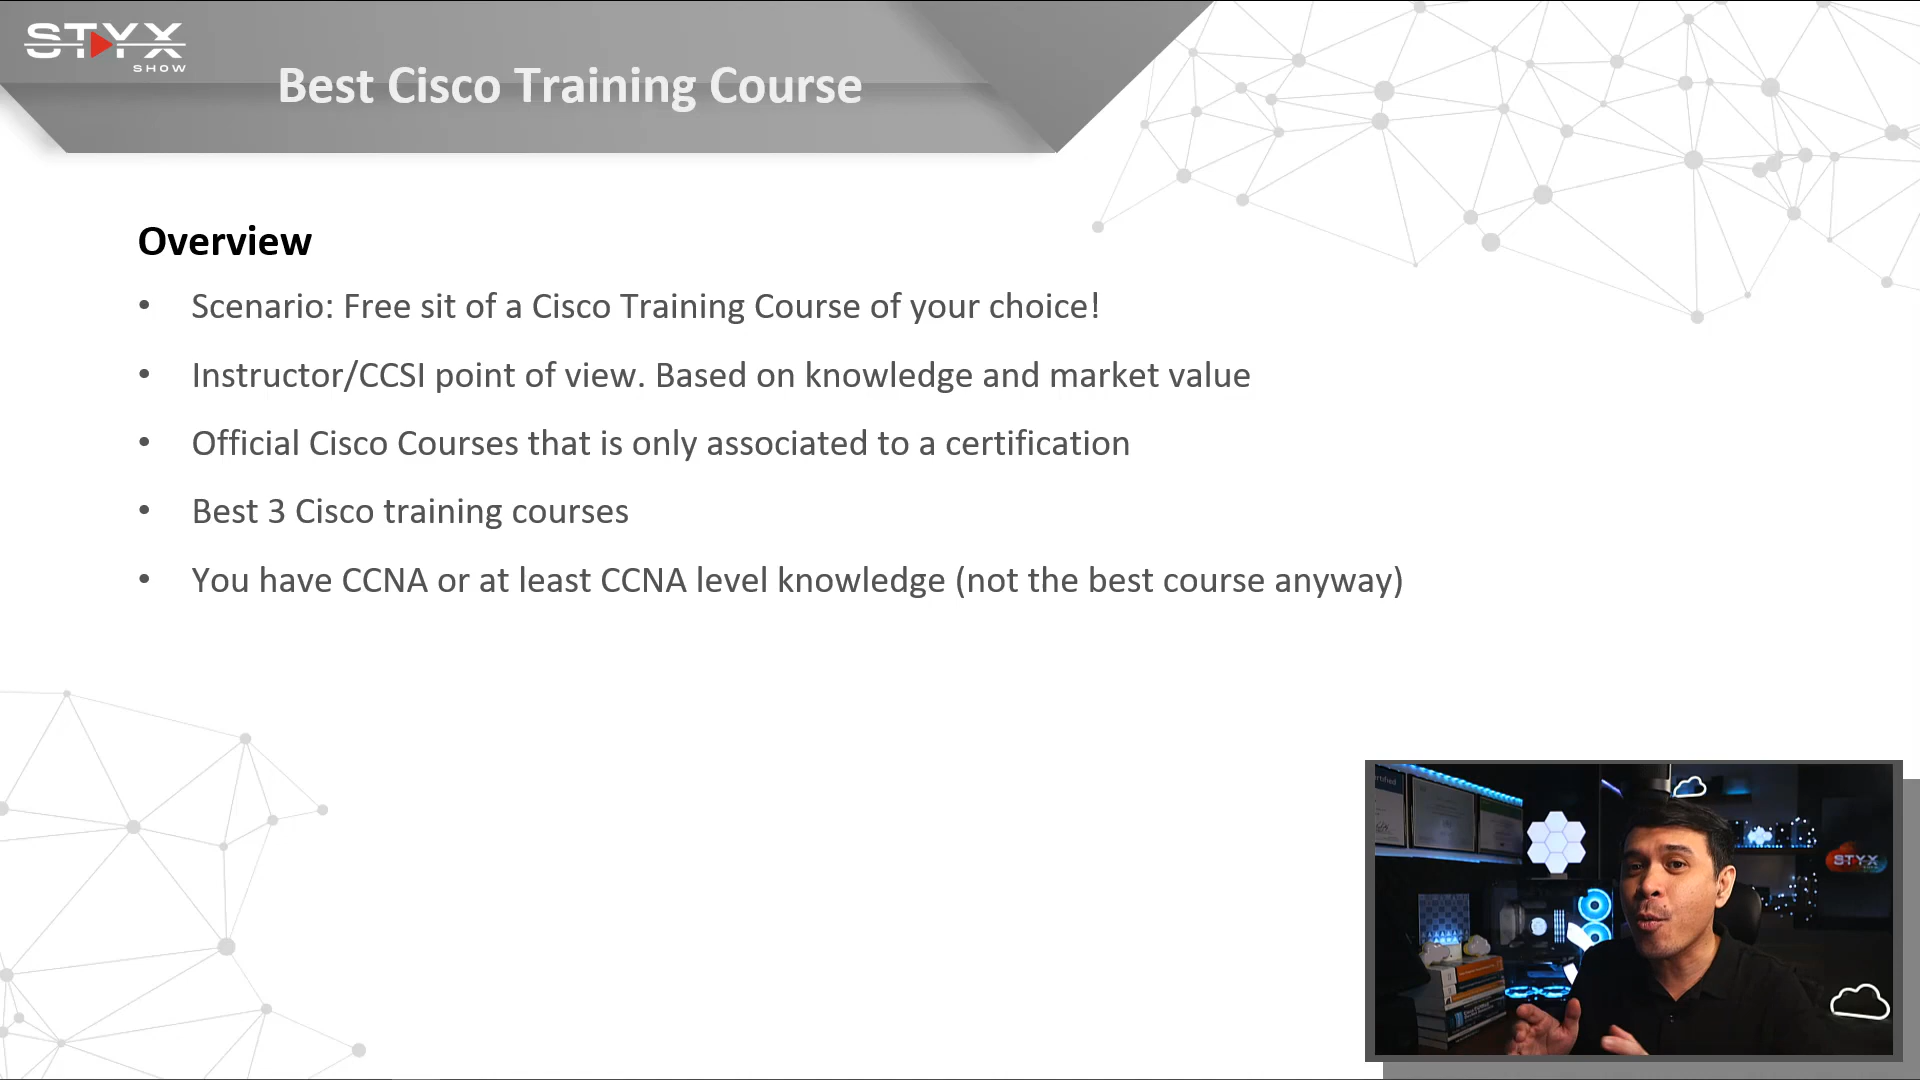 STYX
SHOW
Best Cisco Training Course
Overview
• Scenario: Free sit of a Cisco Training Course of your choice!
• Instructor/CCSI point of view. Based on knowledge and market value
• Official Cisco Courses that is only associated to a certification
• Best 3 Cisco training courses
• You have CCNA or at least CCNA level knowledge (not the best course anyway)
STYX